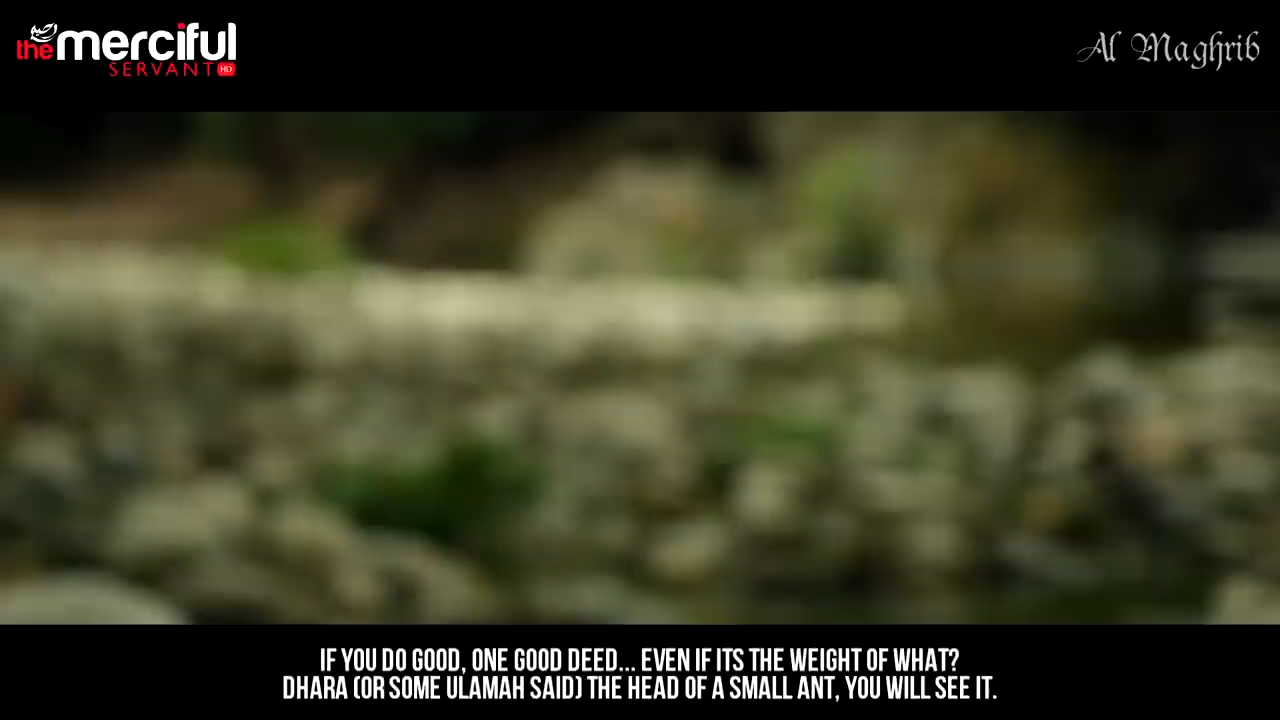 the merciful
SERVANT HD
Al Maghrib
IF YOU DO GOOD, ONE GOOD DEED... EVEN IF ITS THE WEIGHT OF WHAT?
DHARA (OR SOME ULAMAH SAID) THE HEAD OF A SMALL ANT, YOU WILL SEE IT.